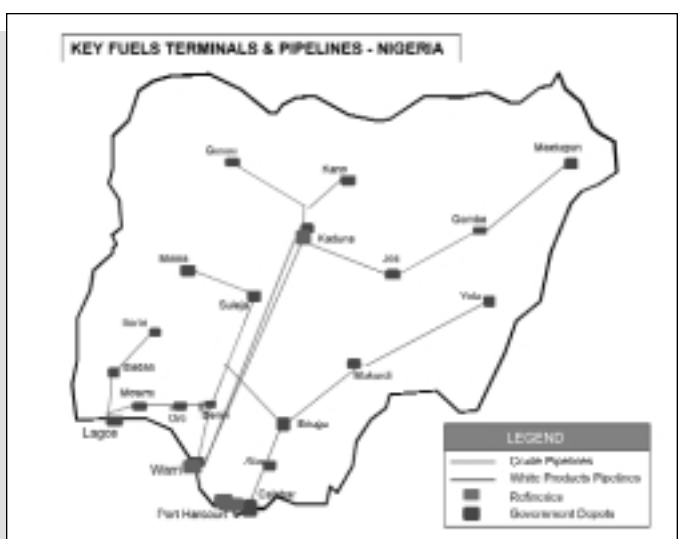 KEY FUELS TERMINALS & PIPELINES - NIGERIA
Gusau
Kano
Maiduguri
Gombe
Kaduna
Jos
Minna
Suleja
Yola
Ilorin
Ibadan
Makurdi
Mosimi
Ore
Benin
Lagos
Enugu
Aba
Warri
Calabar
Port Harcourt
LEGEND
Crude Pipelines
White Products Pipelines
Refineries
Government Depots